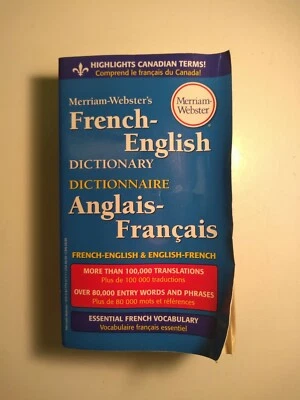 HIGHLIGHTS CANADIAN TERMS!
Comprend le français du Canada!
Merriam-Webster's
Merriam-
Webster
French-
English
DICTIONARY
DICTIONNAIRE
Anglais-
Français
FRENCH-ENGLISH & ENGLISH-FRENCH
MORE THAN 100,000 TRANSLATIONS
Plus de 100 000 traductions
OVER 80,000 ENTRY WORDS AND PHRASES
Plus de 80 000 mots et références
ESSENTIAL FRENCH VOCABULARY
Vocabulaire français essentiel